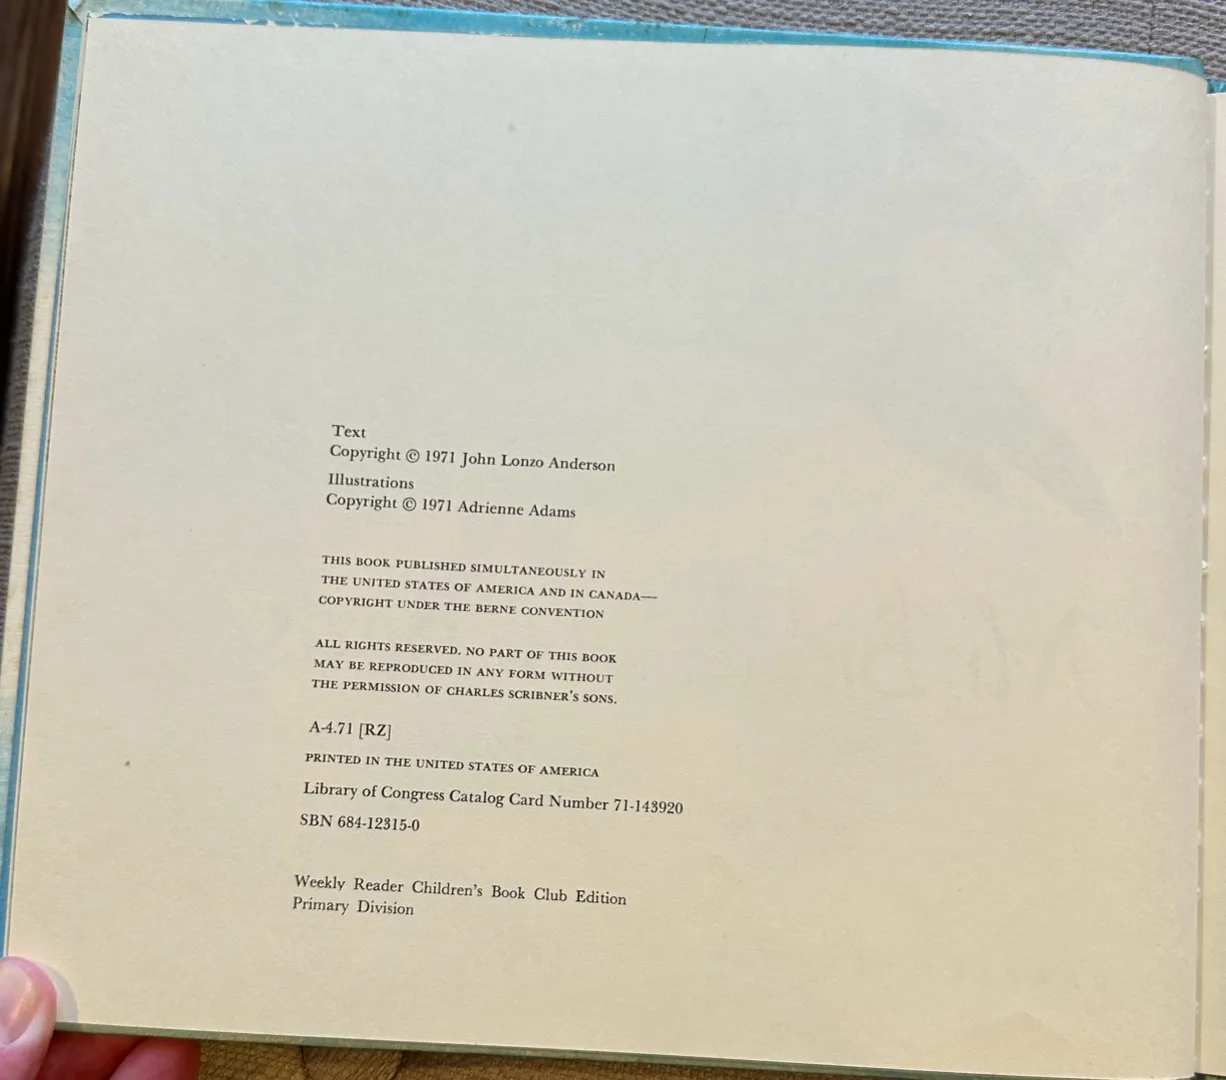 Text
Copyright © 1971 John Lonzo Anderson
Illustrations
Copyright © 1971 Adrienne Adams
THIS BOOK PUBLISHED SIMULTANEOUSLY IN
THE UNITED STATES OF AMERICA AND IN CANADA—
COPYRIGHT UNDER THE BERNE CONVENTION
ALL RIGHTS RESERVED. NO PART OF THIS BOOK
MAY BE REPRODUCED IN ANY FORM WITHOUT
THE PERMISSION OF CHARLES SCRIBNER'S SONS.
A-4.71 [RZ]
PRINTED IN THE UNITED STATES OF AMERICA
Library of Congress Catalog Card Number 71-143920
SBN 684-12315-0
Weekly Reader Children's Book Club Edition
Primary Division